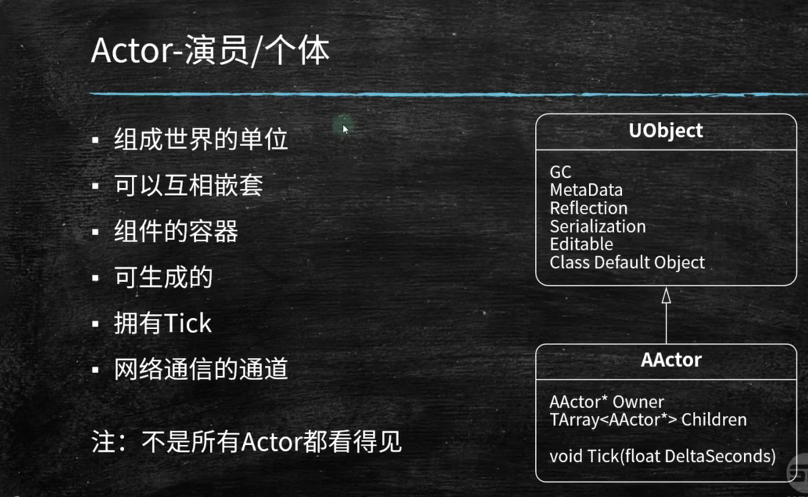 Actor-演员/个体
▪ 组成世界的单位
▪ 可以互相嵌套
▪ 组件的容器
▪ 可生成的
▪ 拥有Tick
▪ 网络通信的通道
注：不是所有Actor都看得见
UObject
GC
MetaData
Reflection
Serialization
Editable
Class Default Object
AActor
AActor* Owner
TArray<AActor*> Children
void Tick(float DeltaSeconds)